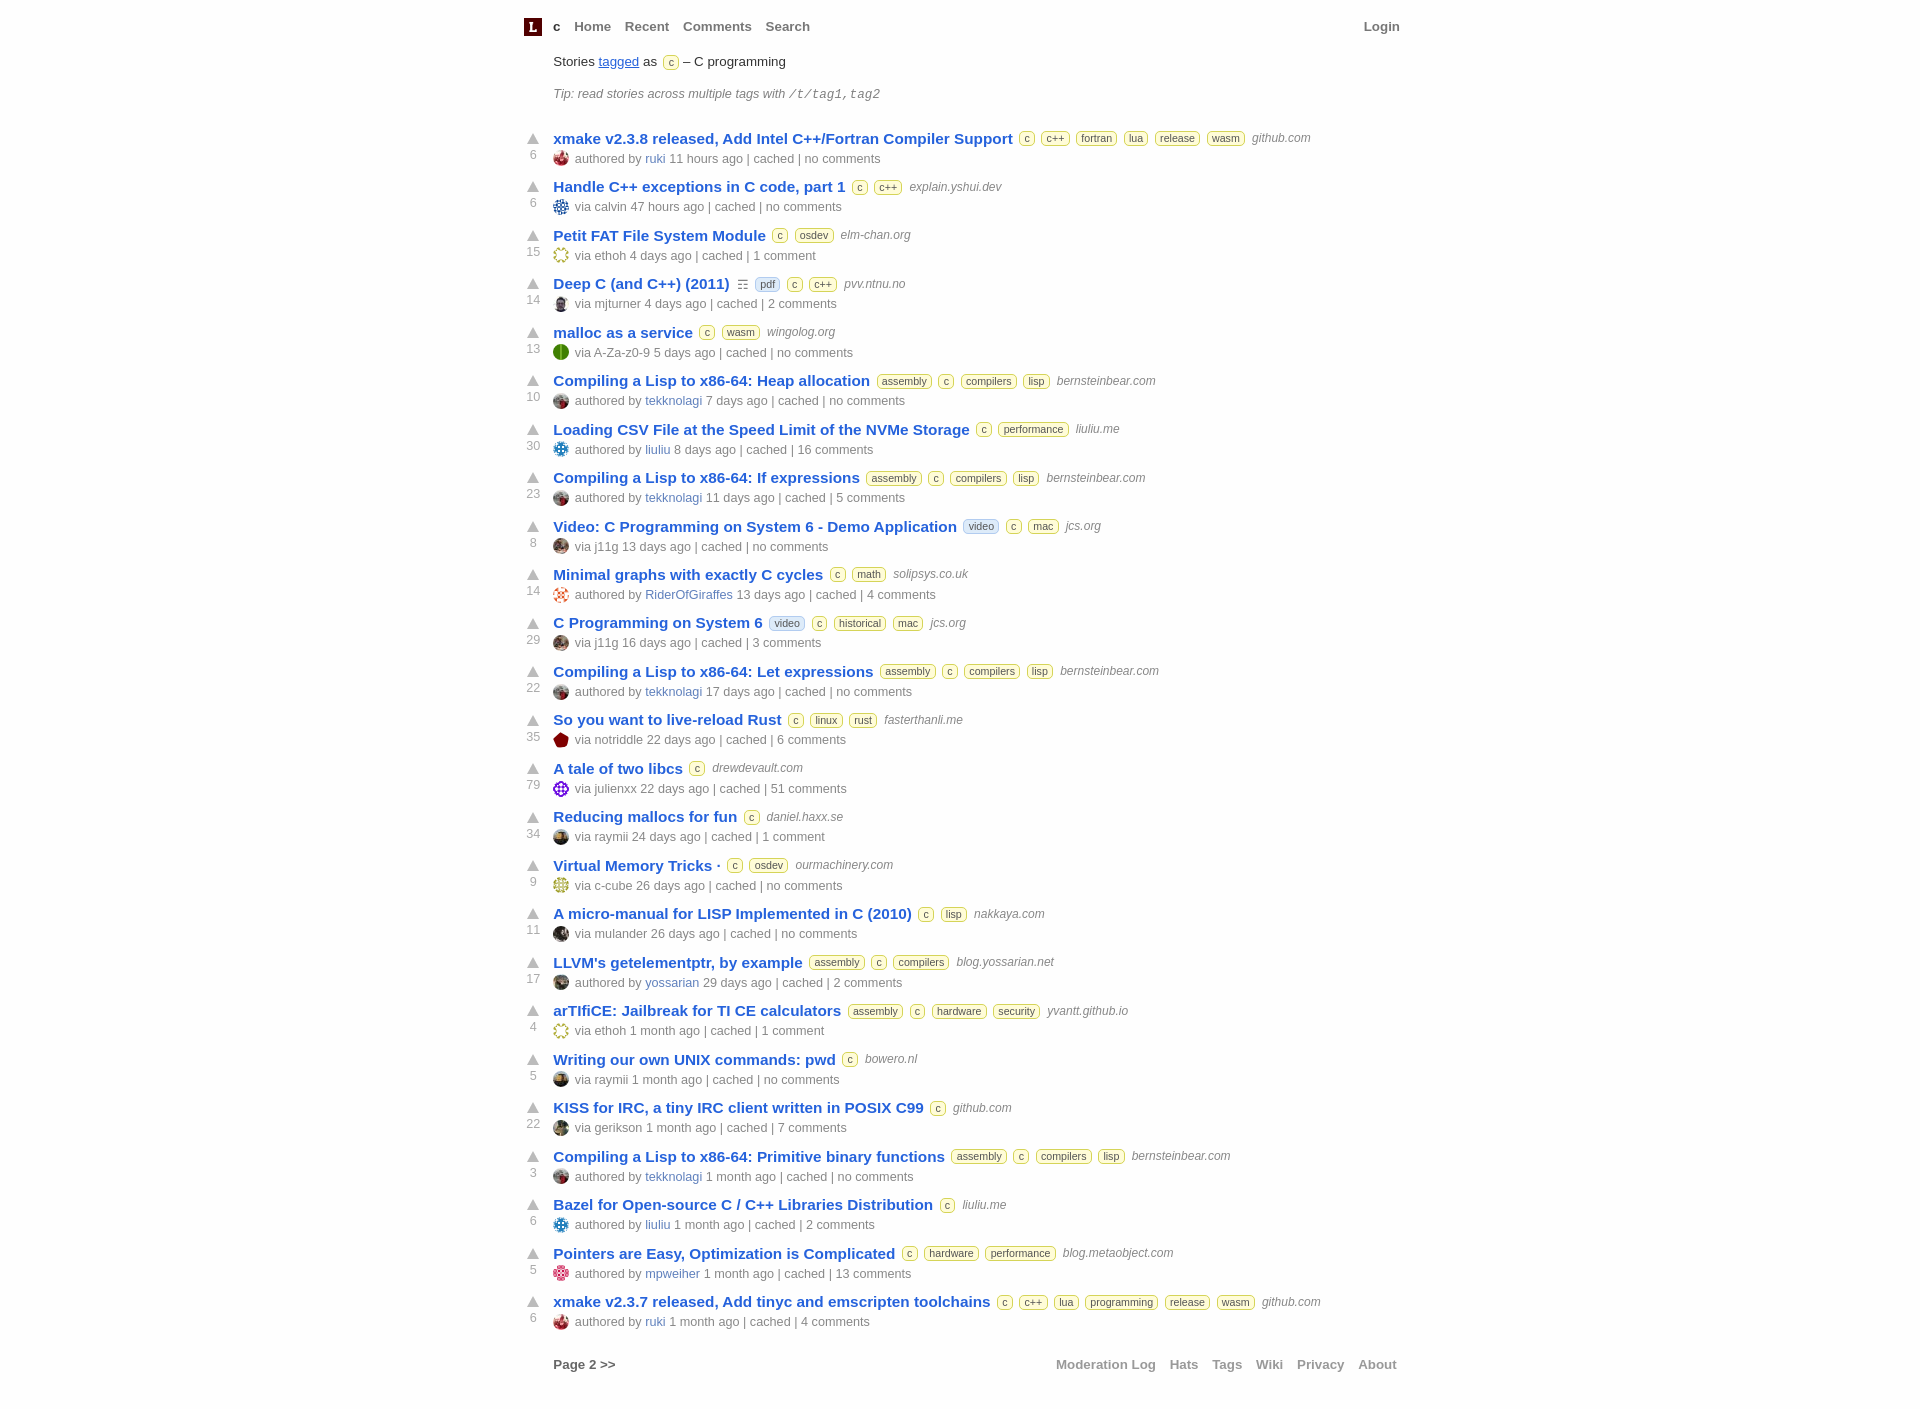 L c Home Recent Comments Search Login
Stories tagged as c – C programming
Tip: read stories across multiple tags with /t/tag1,tag2
xmake v2.3.8 released, Add Intel C++/Fortran Compiler Support c c++ fortran lua release wasm github.com
6 authored by ruki 11 hours ago | cached | no comments
Handle C++ exceptions in C code, part 1 c c++ explain.yshui.dev
6 via calvin 47 hours ago | cached | no comments
Petit FAT File System Module c osdev elm-chan.org
15 via ethoh 4 days ago | cached | 1 comment
Deep C (and C++) (2011) ☶ pdf c c++ pvv.ntnu.no
14 via mjturner 4 days ago | cached | 2 comments
malloc as a service c wasm wingolog.org
13 via A-Za-z0-9 5 days ago | cached | no comments
Compiling a Lisp to x86-64: Heap allocation assembly c compilers lisp bernsteinbear.com
10 authored by tekknolagi 7 days ago | cached | no comments
Loading CSV File at the Speed Limit of the NVMe Storage c performance liuliu.me
30 authored by liuliu 8 days ago | cached | 16 comments
Compiling a Lisp to x86-64: If expressions assembly c compilers lisp bernsteinbear.com
23 authored by tekknolagi 11 days ago | cached | 5 comments
Video: C Programming on System 6 - Demo Application video c mac jcs.org
8 via j11g 13 days ago | cached | no comments
Minimal graphs with exactly C cycles c math solipsys.co.uk
14 authored by RiderOfGiraffes 13 days ago | cached | 4 comments
C Programming on System 6 video c historical mac jcs.org
29 via j11g 16 days ago | cached | 3 comments
Compiling a Lisp to x86-64: Let expressions assembly c compilers lisp bernsteinbear.com
22 authored by tekknolagi 17 days ago | cached | no comments
So you want to live-reload Rust c linux rust fasterthanli.me
35 via notriddle 22 days ago | cached | 6 comments
A tale of two libcs c drewdevault.com
79 via julienxx 22 days ago | cached | 51 comments
Reducing mallocs for fun c daniel.haxx.se
34 via raymii 24 days ago | cached | 1 comment
Virtual Memory Tricks · c osdev ourmachinery.com
9 via c-cube 26 days ago | cached | no comments
A micro-manual for LISP Implemented in C (2010) c lisp nakkaya.com
11 via mulander 26 days ago | cached | no comments
LLVM's getelementptr, by example assembly c compilers blog.yossarian.net
17 authored by yossarian 29 days ago | cached | 2 comments
arTIfiCE: Jailbreak for TI CE calculators assembly c hardware security yvantt.github.io
4 via ethoh 1 month ago | cached | 1 comment
Writing our own UNIX commands: pwd c bowero.nl
5 via raymii 1 month ago | cached | no comments
KISS for IRC, a tiny IRC client written in POSIX C99 c github.com
22 via gerikson 1 month ago | cached | 7 comments
Compiling a Lisp to x86-64: Primitive binary functions assembly c compilers lisp bernsteinbear.com
3 authored by tekknolagi 1 month ago | cached | no comments
Bazel for Open-source C / C++ Libraries Distribution c liuliu.me
6 authored by liuliu 1 month ago | cached | 2 comments
Pointers are Easy, Optimization is Complicated c hardware performance blog.metaobject.com
5 authored by mpweiher 1 month ago | cached | 13 comments
xmake v2.3.7 released, Add tinyc and emscripten toolchains c c++ lua programming release wasm github.com
6 authored by ruki 1 month ago | cached | 4 comments
Page 2 >> Moderation Log Hats Tags Wiki Privacy About